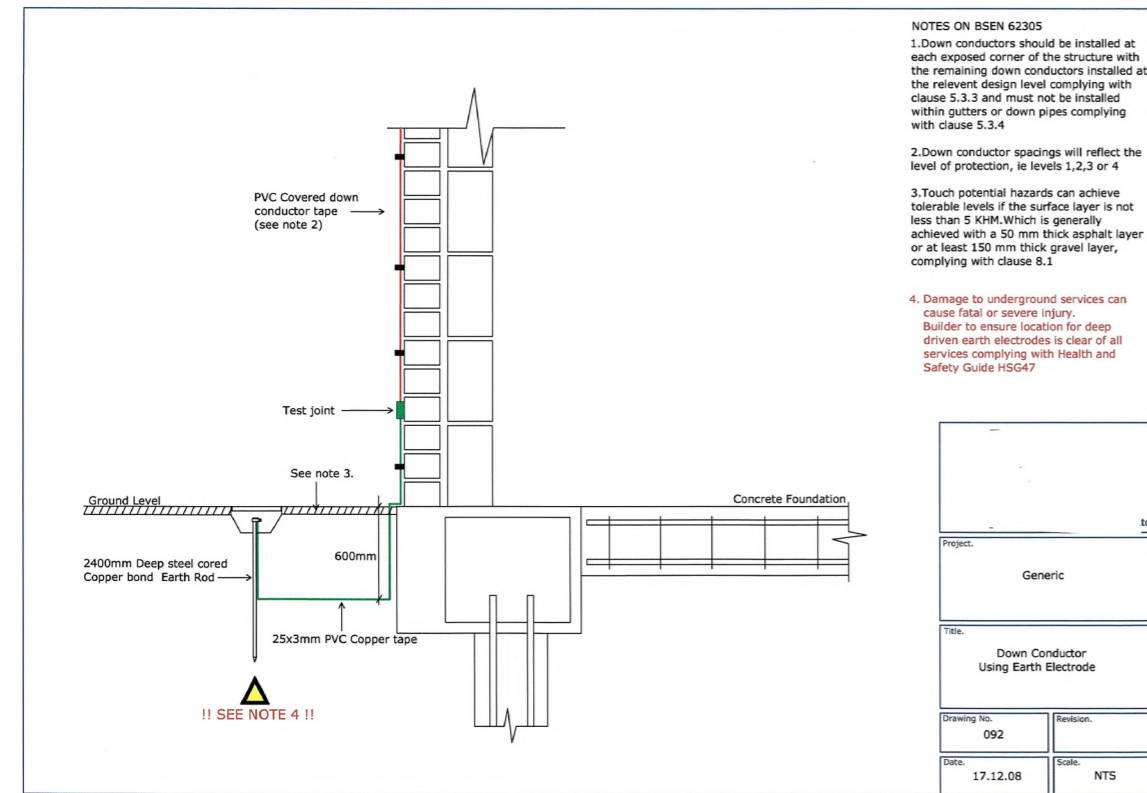 NOTES ON BSEN 62305
1.Down conductors should be installed at
each exposed corner of the structure with
the remaining down conductors installed at
the relevent design level complying with
clause 5.3.3 and must not be installed
within gutters or down pipes complying
with clause 5.3.4
2.Down conductor spacings will reflect the
level of protection, ie levels 1,2,3 or 4
3.Touch potential hazards can achieve
tolerable levels if the surface layer is not
less than 5 KHM.Which is generally
achieved with a 50 mm thick asphalt layer
or at least 150 mm thick gravel layer,
complying with clause 8.1
4. Damage to underground services can
cause fatal or severe injury.
Builder to ensure location for deep
driven earth electrodes is clear of all
services complying with Health and
Safety Guide HSG47
PVC Covered down
conductor tape
(see note 2)
Test joint
See note 3.
Ground Level
Concrete Foundation
600mm
2400mm Deep steel cored
Copper bond Earth Rod
25x3mm PVC Copper tape
!! SEE NOTE 4 !!
Project.
Generic
Title.
Down Conductor
Using Earth Electrode
Drawing No.
092
Revision.
Date.
17.12.08
Scale.
NTS